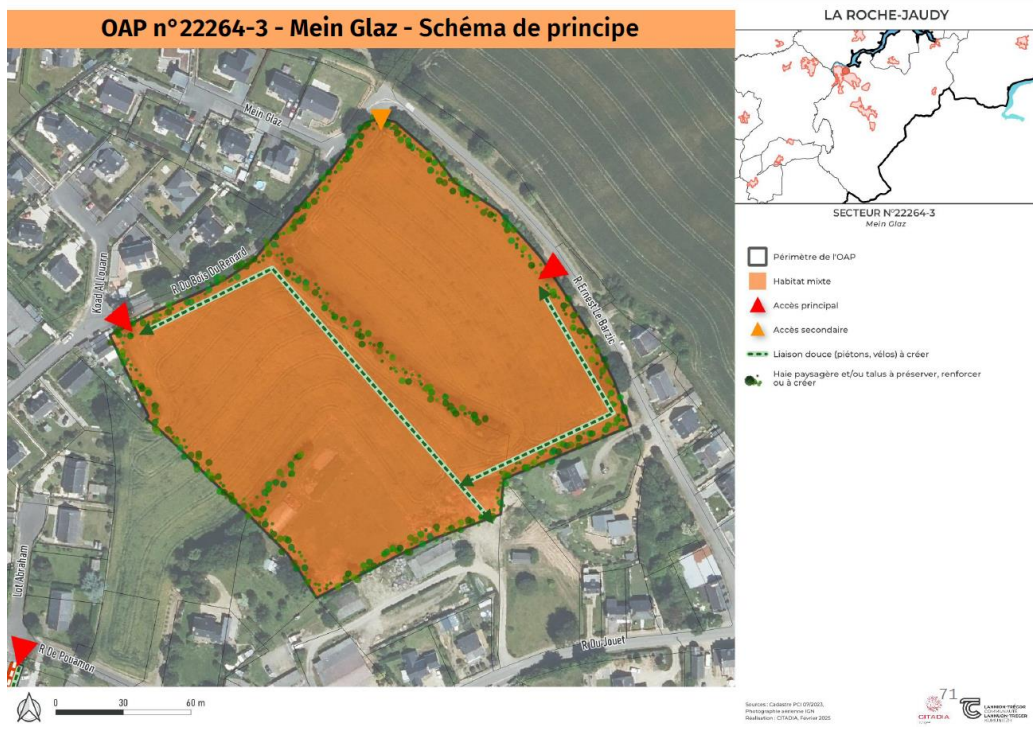 OAP n°22264-3 - Mein Glaz - Schéma de principe
LA ROCHE-JAUDY
Mein Glaz
Koad Al Louarn
R Du Bois Du Renard
R Ernest Le Barzic
Lot Abraham
R De Pouamon
R Du Jouet
SECTEUR N°22264-3
Mein Glaz
Périmètre de l'OAP
Habitat mixte
Accès principal
Accès secondaire
Liaison douce (piétons, vélos) à créer
Haie paysagère et/ou talus à préserver, renforcer
ou à créer
0 30 60 m
Sources : Cadastre PCI 07/2023,
Photographie aérienne IGN
Réalisation : CITADIA, Février 2025
71
CITADIA
LANNION-TRÉGOR
COMMUNAUTÉ